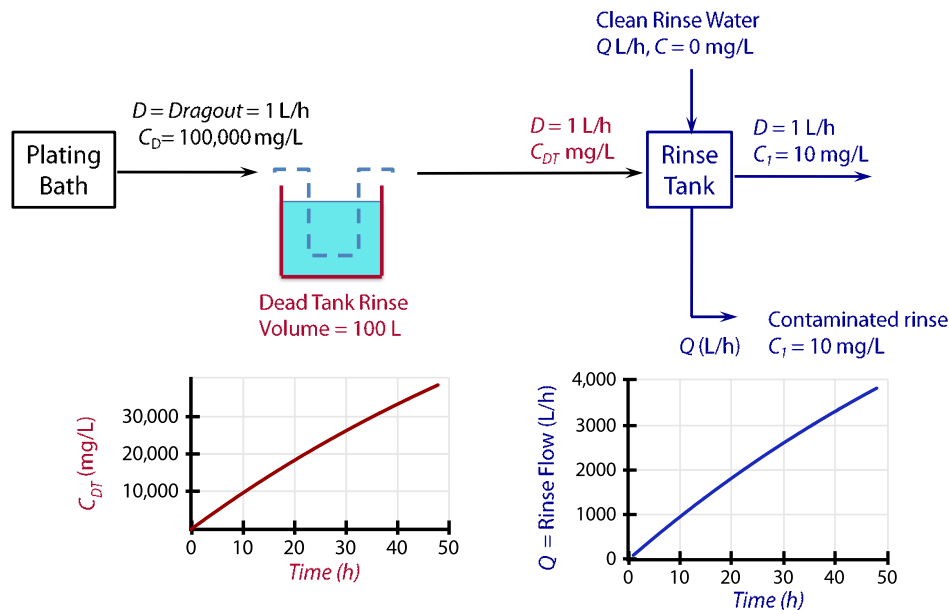 Clean Rinse Water
Q L/h, C = 0 mg/L
D = Dragout = 1 L/h
C_D= 100,000 mg/L
Plating
Bath
D = 1 L/h
C_DT mg/L
Rinse
Tank
D = 1 L/h
C_1 = 10 mg/L
Dead Tank Rinse
Volume = 100 L
Q (L/h)
Contaminated rinse
C_1 = 10 mg/L
C_DT (mg/L)
30,000
20,000
10,000
0 10 20 30 40 50
Time (h)
Q = Rinse Flow (L/h)
4,000
3000
2000
1000
0
0 10 20 30 40 50
Time (h)